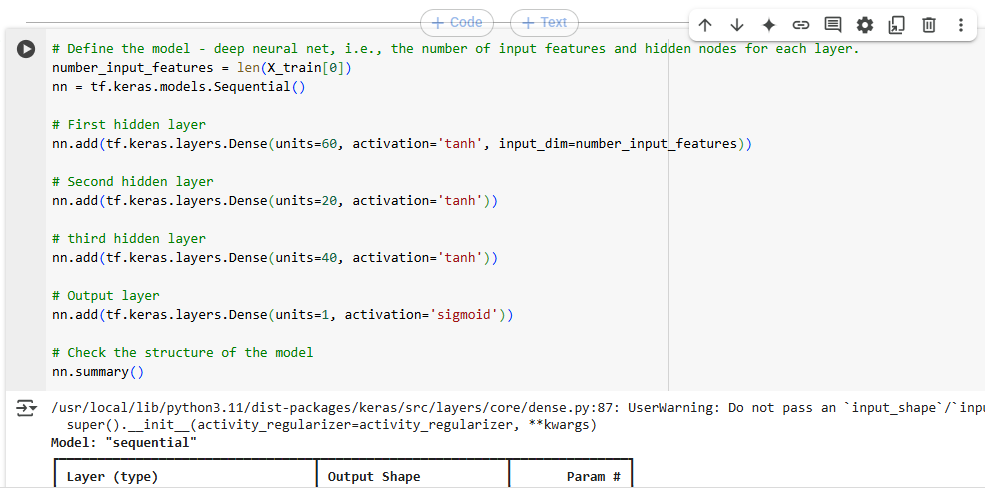 + Code + Text
# Define the model - deep neural net, i.e., the number of input features and hidden nodes for each layer.
number_input_features = len(X_train[0])
nn = tf.keras.models.Sequential()
# First hidden layer
nn.add(tf.keras.layers.Dense(units=60, activation='tanh', input_dim=number_input_features))
# Second hidden layer
nn.add(tf.keras.layers.Dense(units=20, activation='tanh'))
# third hidden layer
nn.add(tf.keras.layers.Dense(units=40, activation='tanh'))
# Output layer
nn.add(tf.keras.layers.Dense(units=1, activation='sigmoid'))
# Check the structure of the model
nn.summary()
/usr/local/lib/python3.11/dist-packages/keras/src/layers/core/dense.py:87: UserWarning: Do not pass an `input_shape`/`inpu
super().__init__(activity_regularizer=activity_regularizer, **kwargs)
Model: "sequential"
Layer (type) Output Shape Param #